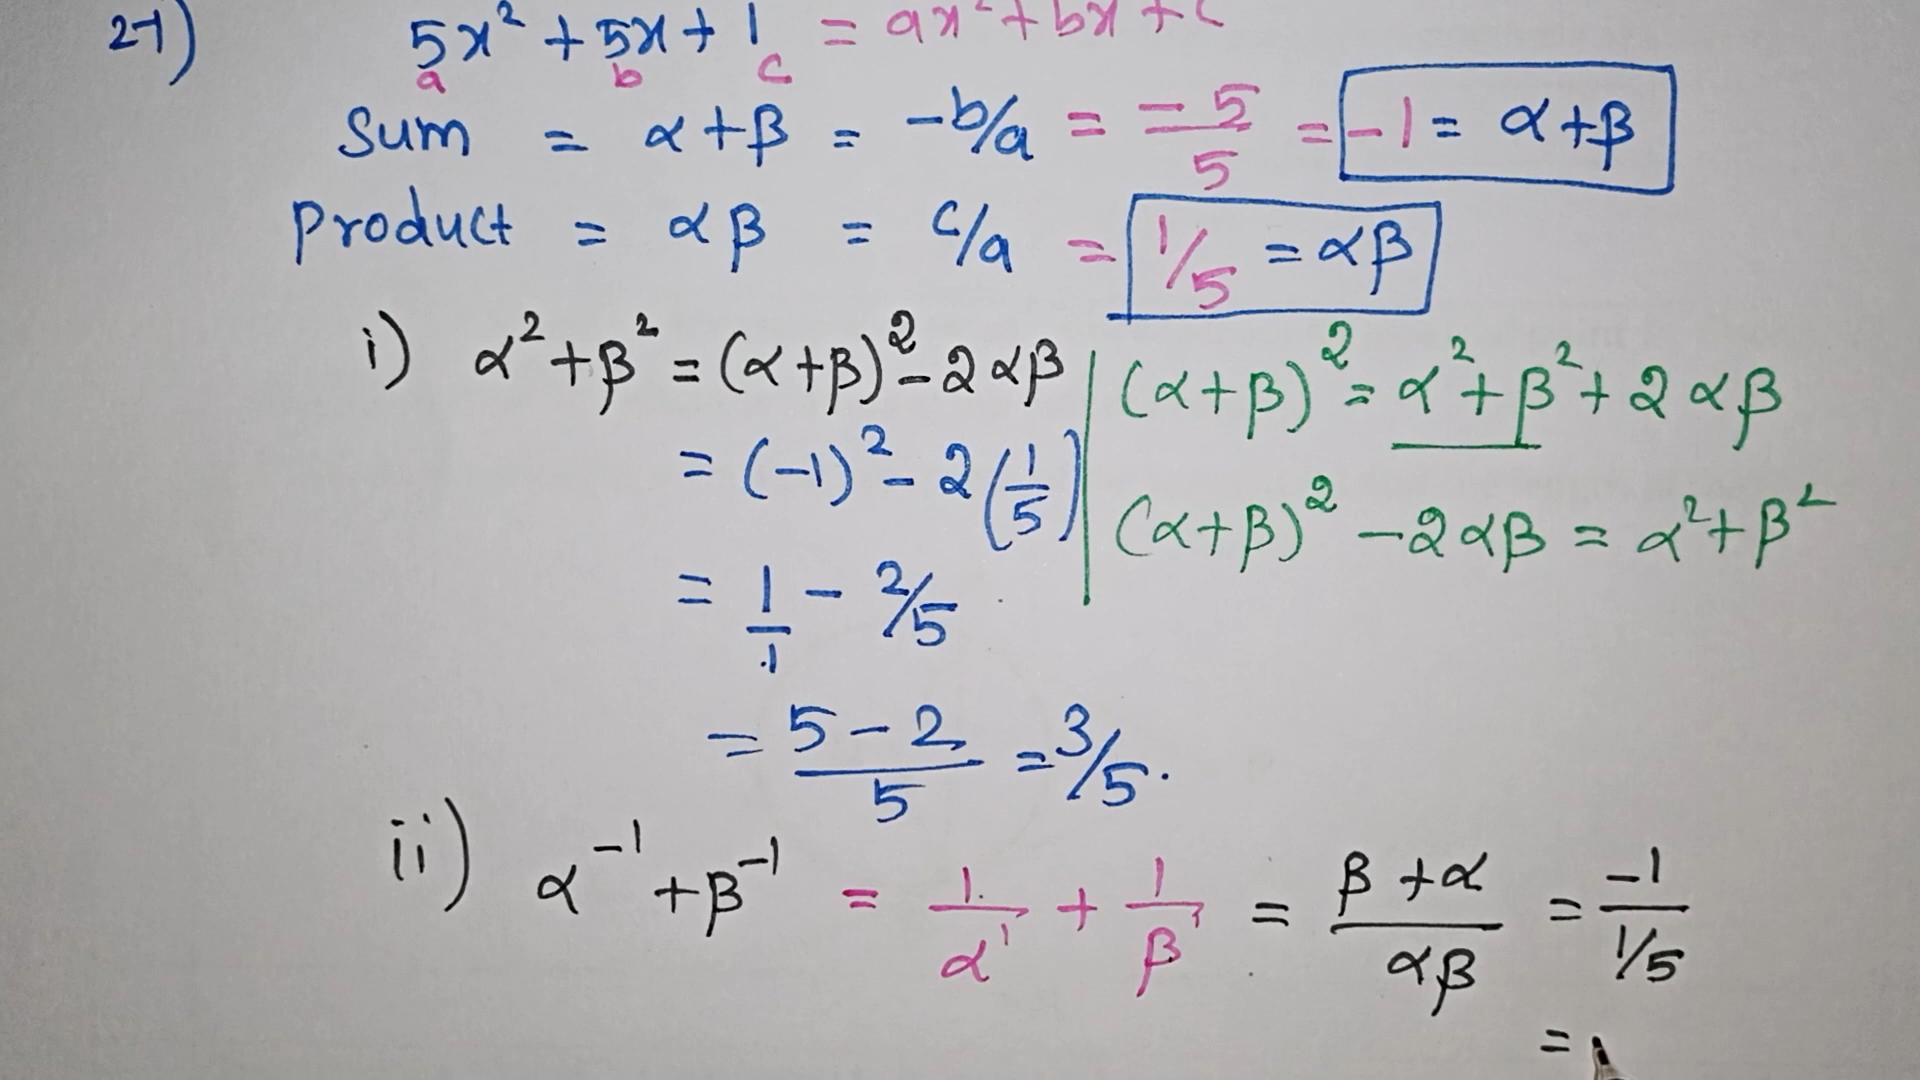 27) 5x² + 5x + 1 = ax² + bx + c
a b c
Sum = α+β = -b/a = -5/5 = -1 = α+β
Product = αβ = c/a = 1/5 = αβ
i) α²+β² = (α+β)² - 2αβ
= (-1)² - 2(1/5)
= 1/1 - 2/5
= 5-2/5 = 3/5.
(α+β)² = α²+β²+2αβ
(α+β)² - 2αβ = α²+β²
ii) α⁻¹+β⁻¹ = 1/α¹ + 1/β¹ = β+α/αβ = -1/1/5
=